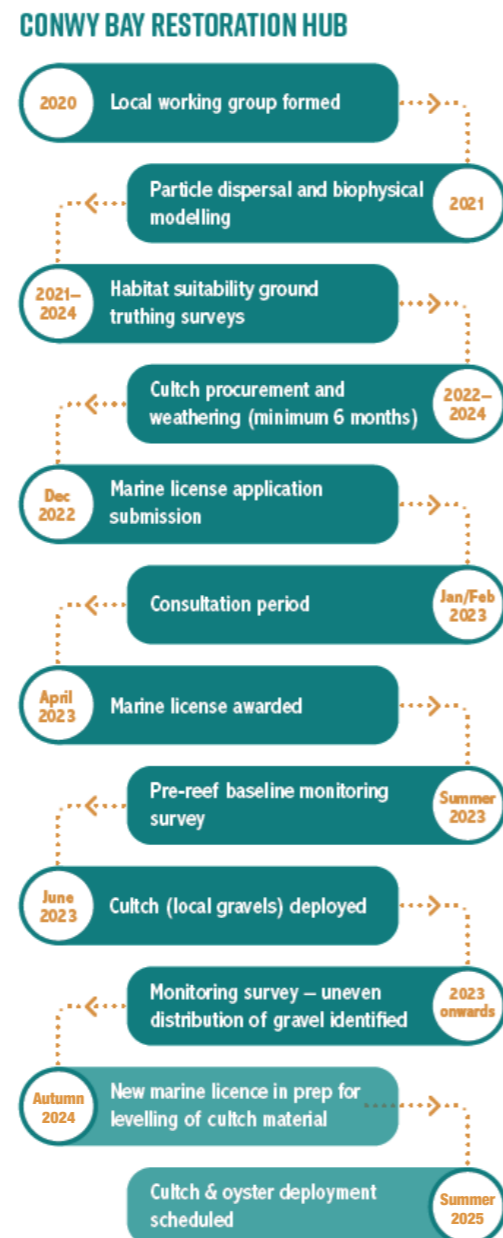 CONWY BAY RESTORATION HUB
2020
Local working group formed
Particle dispersal and biophysical
modelling
2021
2021–
2024
Habitat suitability ground
truthing surveys
Cultch procurement and
weathering (minimum 6 months)
2022–
2024
Dec
2022
Marine license application
submission
Consultation period
Jan/Feb
2023
April
2023
Marine license awarded
Pre-reef baseline monitoring
survey
Summer
2023
June
2023
Cultch (local gravels) deployed
Monitoring survey – uneven
distribution of gravel identified
2023
onwards
Autumn
2024
New marine licence in prep for
levelling of cultch material
Cultch & oyster deployment
scheduled
Summer
2025